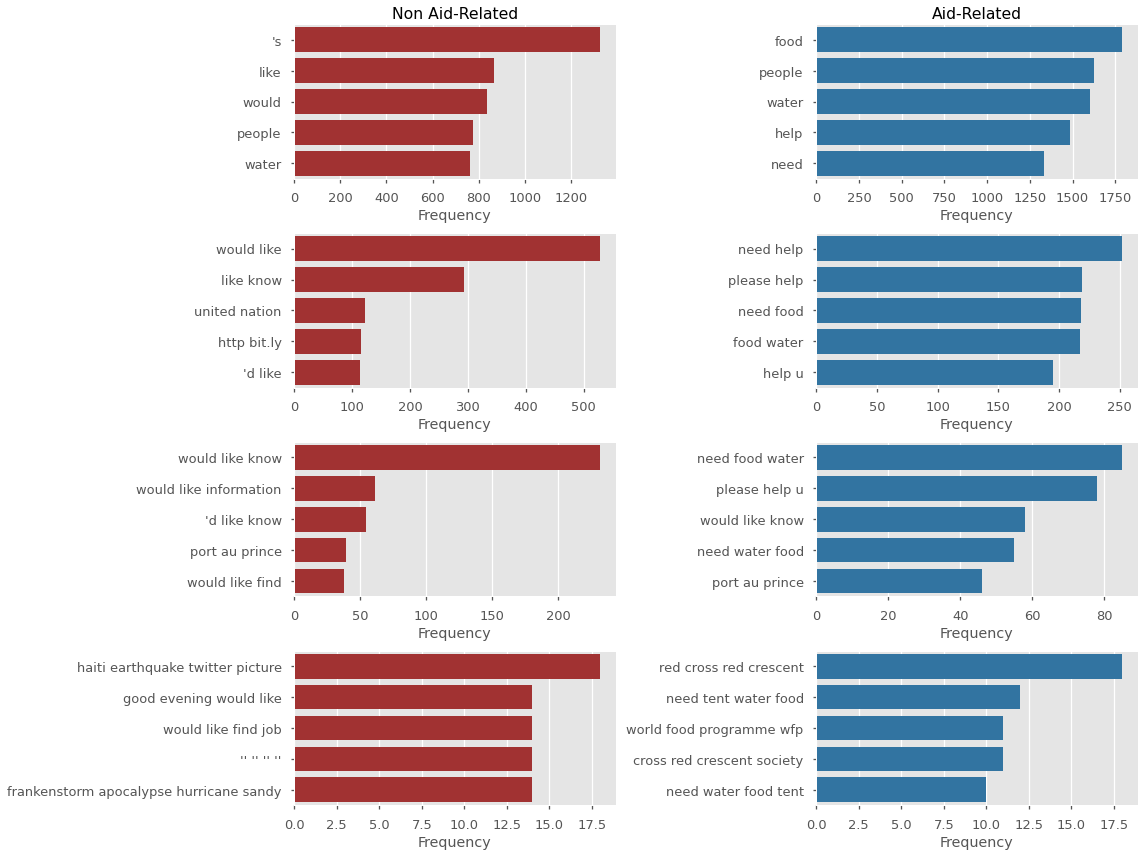 Non Aid-Related
's
like
would
people
water
0 200 400 600 800 1000 1200
Frequency
Aid-Related
food
people
water
help
need
0 250 500 750 1000 1250 1500 1750
Frequency
would like
like know
united nation
http bit.ly
'd like
0 100 200 300 400 500
Frequency
need help
please help
need food
food water
help u
0 50 100 150 200 250
Frequency
would like know
would like information
'd like know
port au prince
would like find
0 50 100 150 200
Frequency
need food water
please help u
would like know
need water food
port au prince
0 20 40 60 80
Frequency
haiti earthquake twitter picture
good evening would like
would like find job
'' '' '' ''
frankenstorm apocalypse hurricane sandy
0.0 2.5 5.0 7.5 10.0 12.5 15.0 17.5
Frequency
red cross red crescent
need tent water food
world food programme wfp
cross red crescent society
need water food tent
0.0 2.5 5.0 7.5 10.0 12.5 15.0 17.5
Frequency